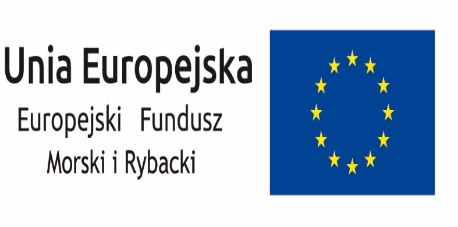 Unia Europejska
Europejski Fundusz
Morski i Rybacki